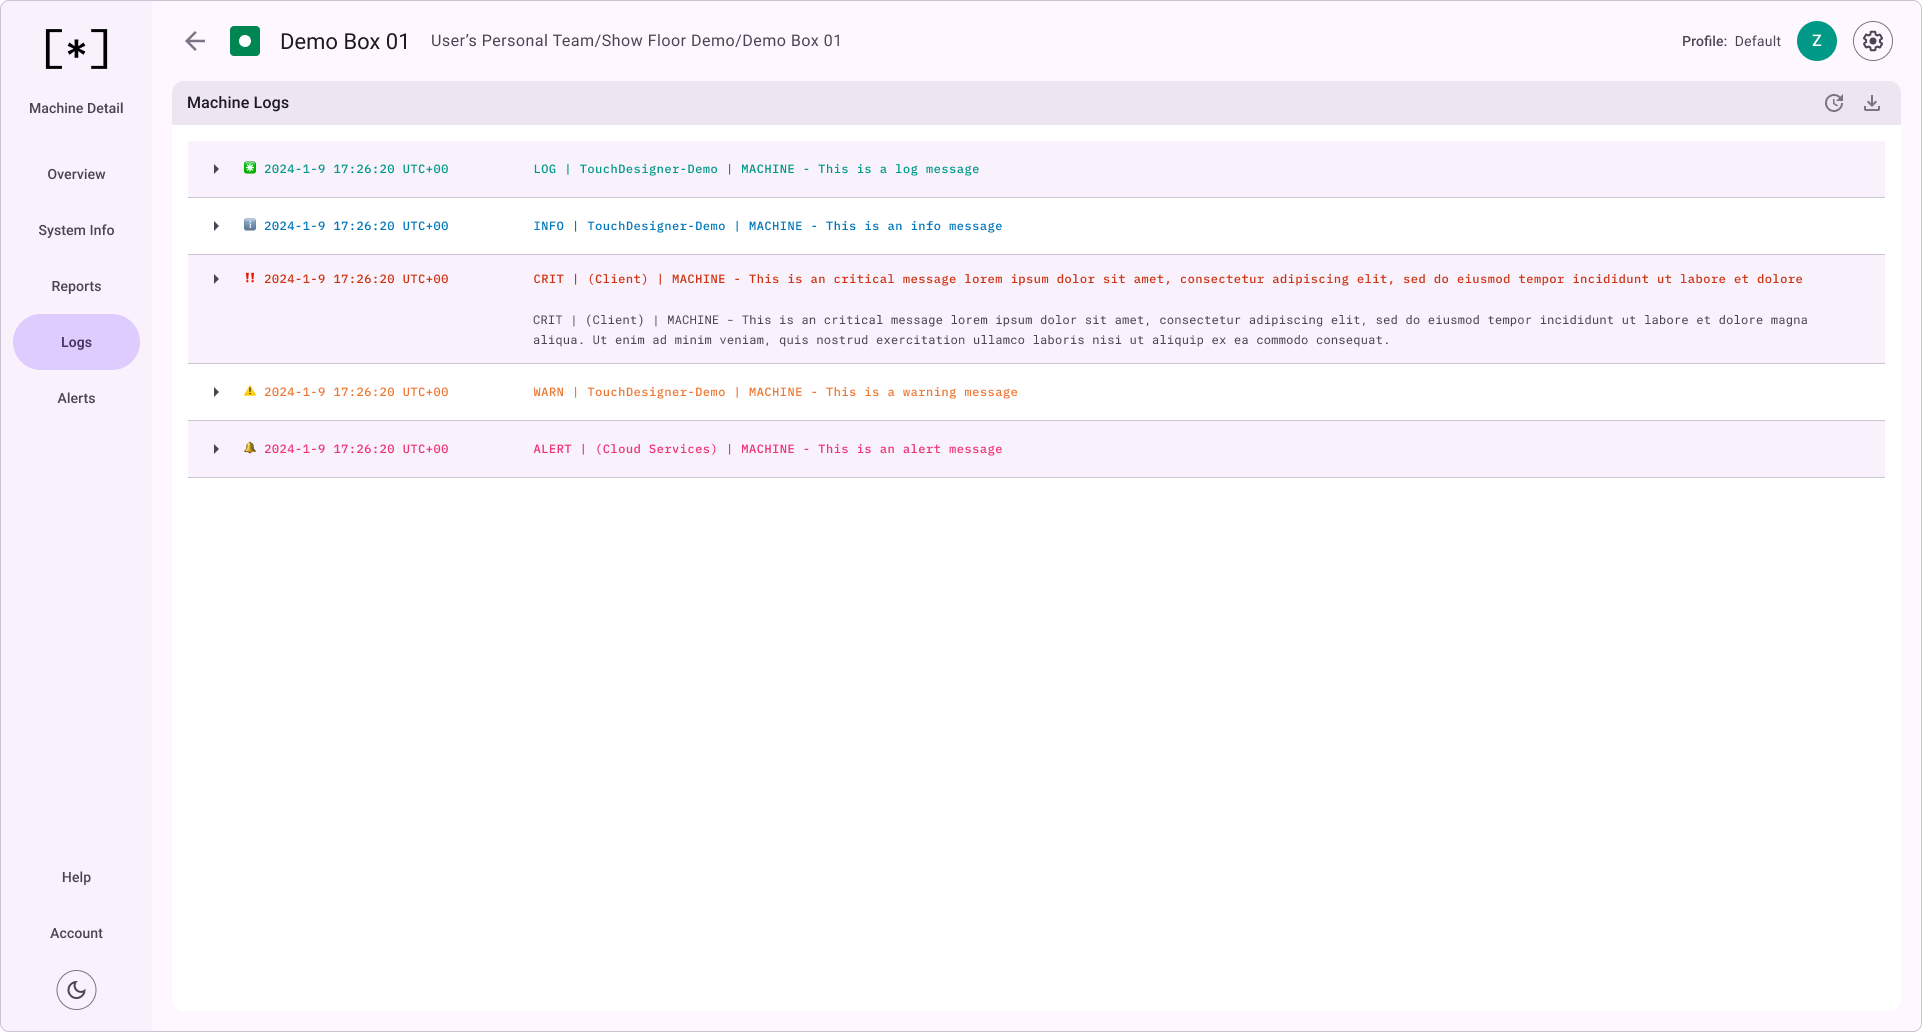 [*]
Machine Detail
Overview
System Info
Reports
Logs
Alerts
Help
Account
Demo Box 01
User’s Personal Team/Show Floor Demo/Demo Box 01
Profile: Default
Z
Machine Logs
2024-1-9 17:26:20 UTC+00 LOG | TouchDesigner-Demo | MACHINE - This is a log message
2024-1-9 17:26:20 UTC+00 INFO | TouchDesigner-Demo | MACHINE - This is an info message
‼ 2024-1-9 17:26:20 UTC+00 CRIT | (Client) | MACHINE - This is an critical message lorem ipsum dolor sit amet, consectetur adipiscing elit, sed do eiusmod tempor incididunt ut labore et dolore
CRIT | (Client) | MACHINE - This is an critical message lorem ipsum dolor sit amet, consectetur adipiscing elit, sed do eiusmod tempor incididunt ut labore et dolore magna
aliqua. Ut enim ad minim veniam, quis nostrud exercitation ullamco laboris nisi ut aliquip ex ea commodo consequat.
2024-1-9 17:26:20 UTC+00 WARN | TouchDesigner-Demo | MACHINE - This is a warning message
2024-1-9 17:26:20 UTC+00 ALERT | (Cloud Services) | MACHINE - This is an alert message